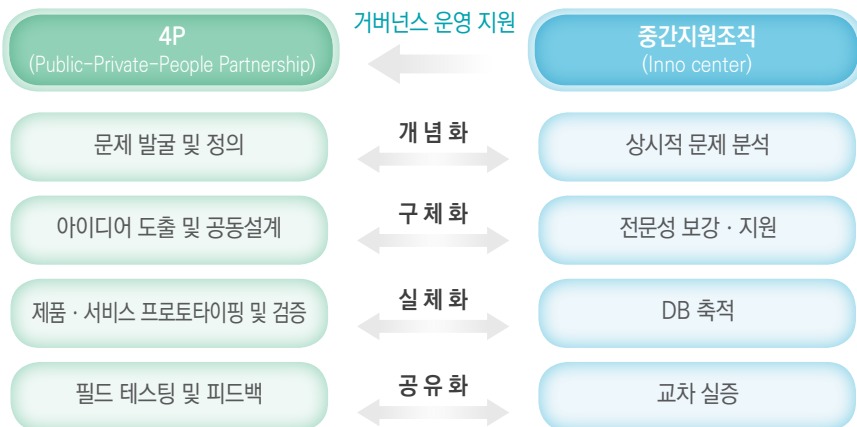 4P
(Public-Private-People Partnership)
거버넌스 운영 지원
중간지원조직
(Inno center)
문제 발굴 및 정의
개념화
상시적 문제 분석
아이디어 도출 및 공동설계
구체화
전문성 보강 · 지원
제품 · 서비스 프로토타이핑 및 검증
실체화
DB 축적
필드 테스팅 및 피드백
공유화
교차 실증